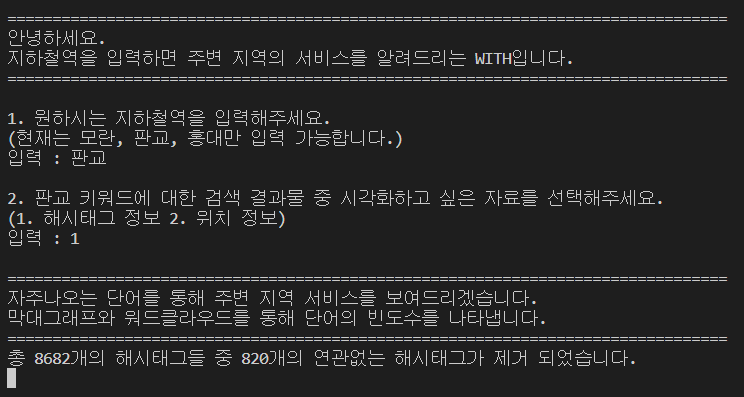 ================================================================================
안녕하세요.
지하철역을 입력하면 주변 지역의 서비스를 알려드리는 WITH입니다.
================================================================================
1. 원하시는 지하철역을 입력해주세요.
(현재는 모란, 판교, 홍대만 입력 가능합니다.)
입력 : 판교
2. 판교 키워드에 대한 검색 결과물 중 시각화하고 싶은 자료를 선택해주세요.
(1. 해시태그 정보 2. 위치 정보)
입력 : 1
================================================================================
자주나오는 단어를 통해 주변 지역 서비스를 보여드리겠습니다.
막대그래프와 워드클라우드를 통해 단어의 빈도수를 나타냅니다.
================================================================================
총 8682개의 해시태그들 중 820개의 연관없는 해시태그가 제거 되었습니다.